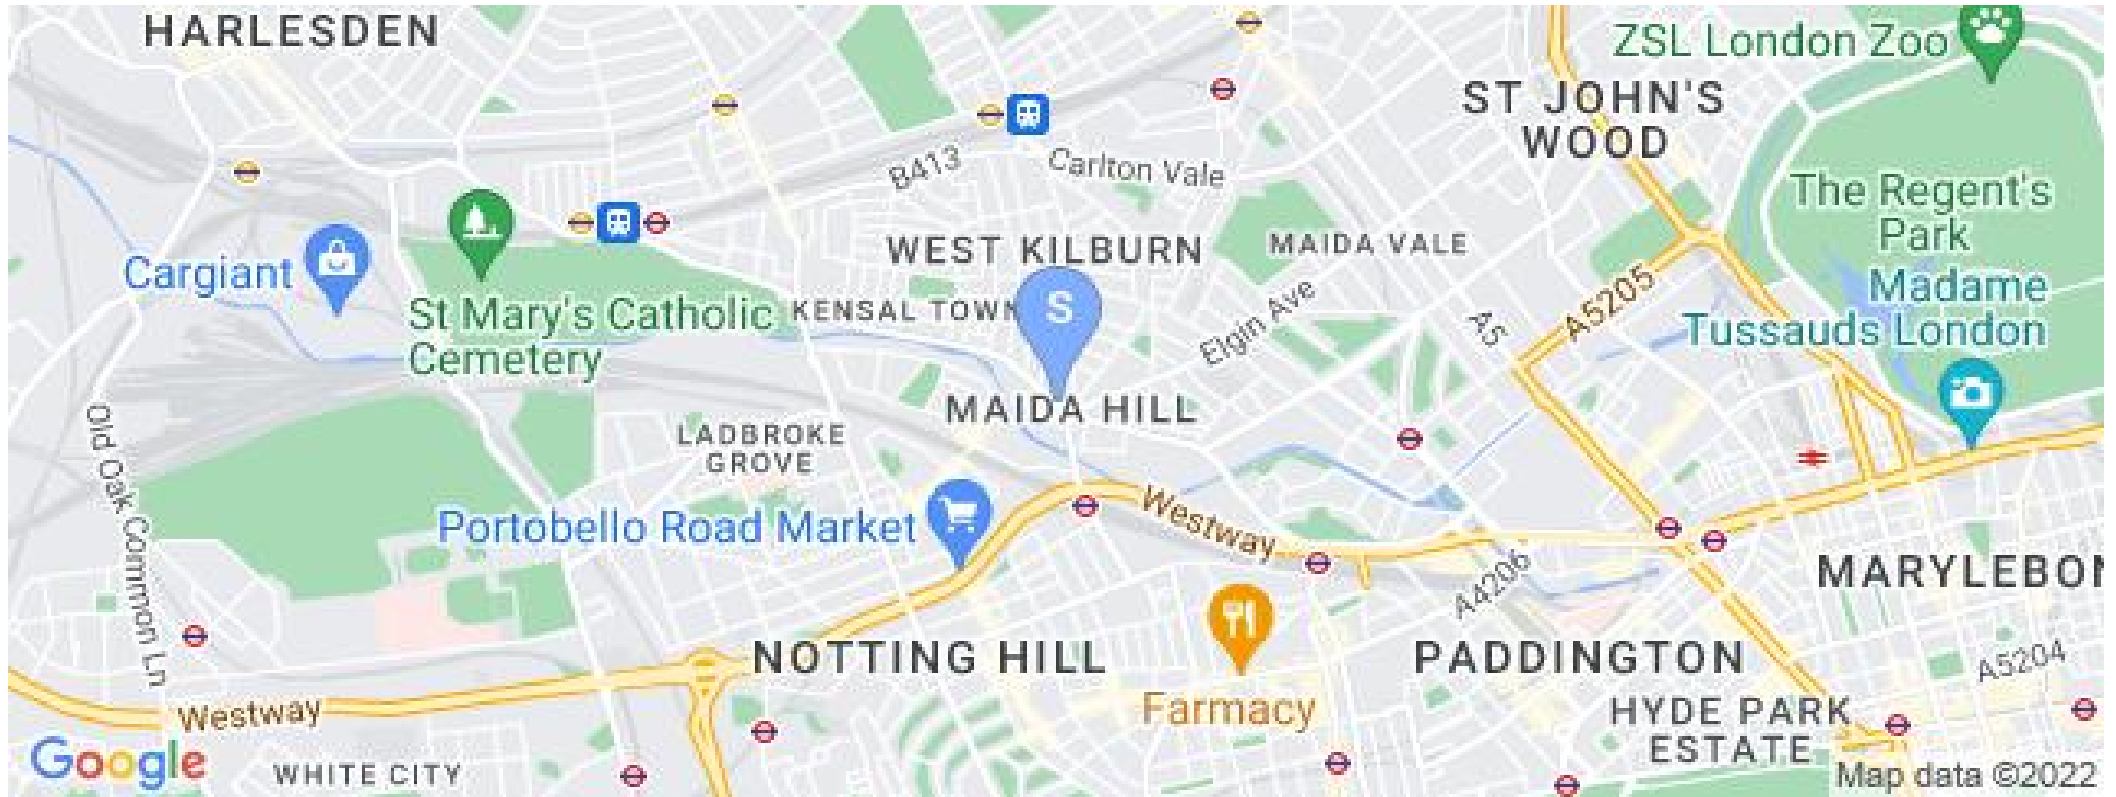 HARLESDEN
ZSL London Zoo
ST JOHN'S
WOOD
B413
Carlton Vale
The Regent's
Park
WEST KILBURN
MAIDA VALE
Cargiant
St Mary's Catholic
Cemetery
KENSAL TOWN
S
Elgin Ave
A5
A5205
Madame
Tussauds London
MAIDA HILL
Old Oak Common Ln
LADBROKE
GROVE
Portobello Road Market
Westway
A4206
MARYLEBON
NOTTING HILL
PADDINGTON
A5204
Farmacy
Westway
HYDE PARK
ESTATE
Google
WHITE CITY
Map data ©2022